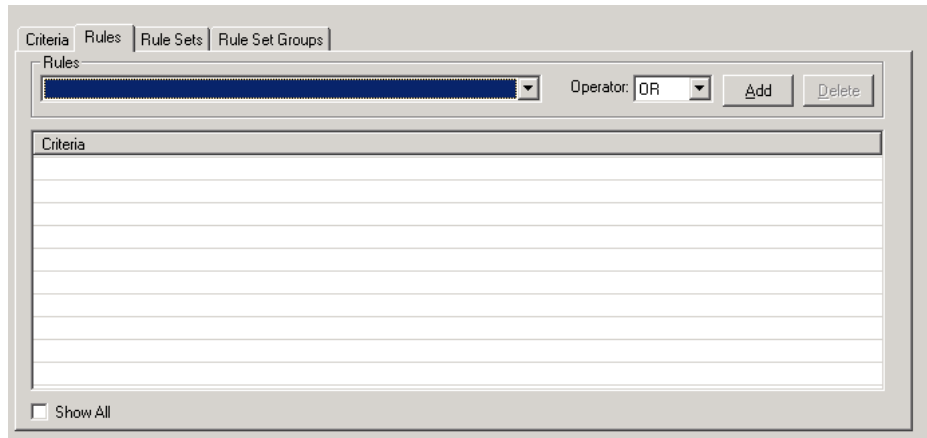 Criteria Rules Rule Sets Rule Set Groups
Rules
Operator: OR Add Delete
Criteria
Show All